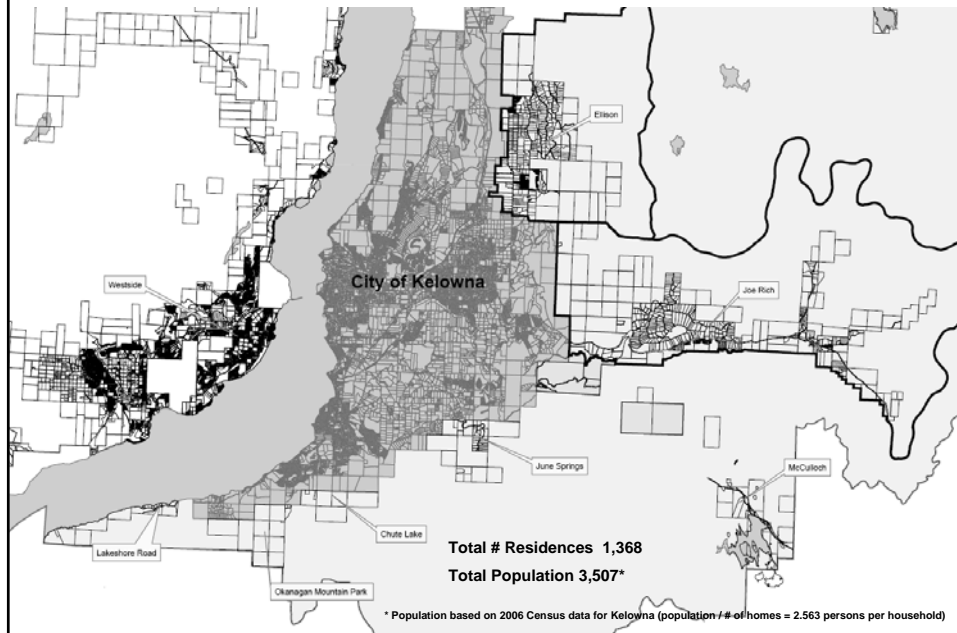 Ellison
Westside
City of Kelowna
Joe Rich
June Springs
McCulloch
Chute Lake
Lakeshore Road
Okanagan Mountain Park
Total # Residences 1,368
Total Population 3,507*
* Population based on 2006 Census data for Kelowna (population / # of homes = 2.563 persons per household)